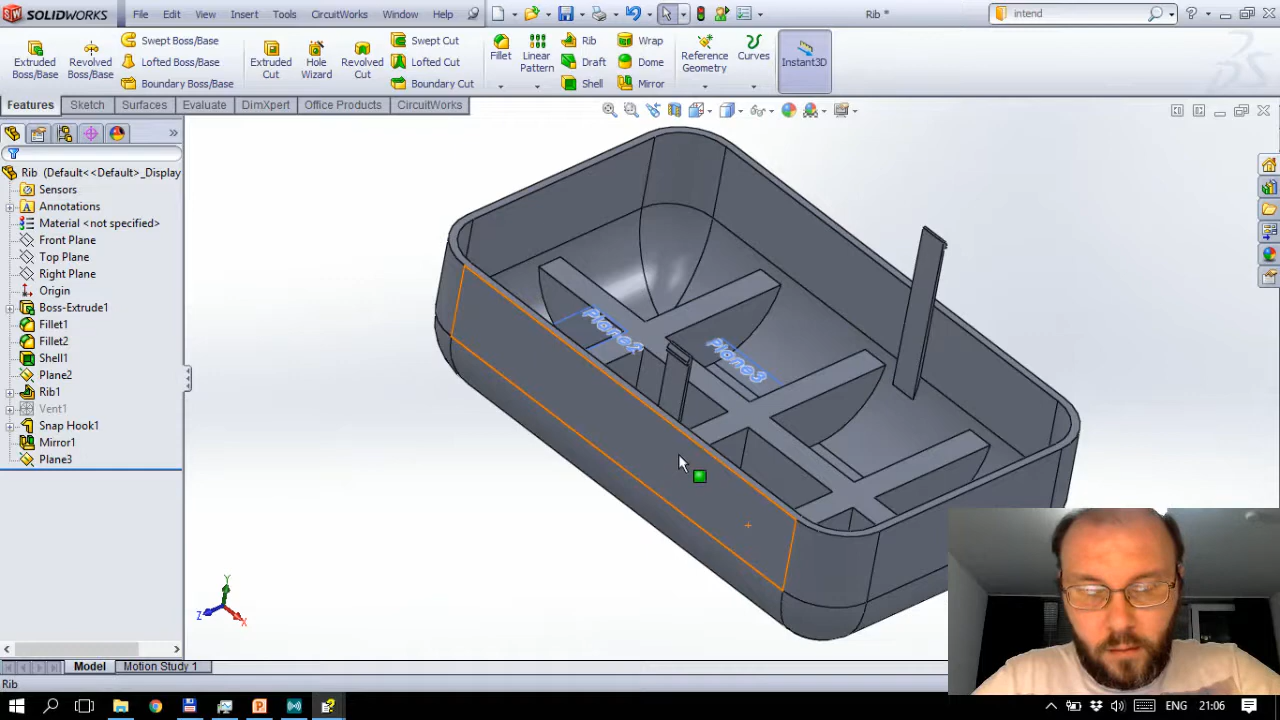 SOLIDWORKS File Edit View Insert Tools CircuitWorks Window Help Rib * intend
Extruded Boss/Base Revolved Boss/Base Swept Boss/Base Lofted Boss/Base Boundary Boss/Base Extruded Cut Hole Wizard Revolved Cut Swept Cut Lofted Cut Boundary Cut Fillet Linear Pattern Rib Draft Shell Wrap Dome Mirror Reference Geometry Curves Instant3D
Features Sketch Surfaces Evaluate DimXpert Office Products CircuitWorks
Rib (Default<<Default>_Display
Sensors
Annotations
Material <not specified>
Front Plane
Top Plane
Right Plane
Origin
Boss-Extrude1
Fillet1
Fillet2
Shell1
Plane2
Rib1
Vent1
Snap Hook1
Mirror1
Plane3
Plane2
Plane3
Y
Z
X
Model Motion Study 1
Rib
ENG 21:06